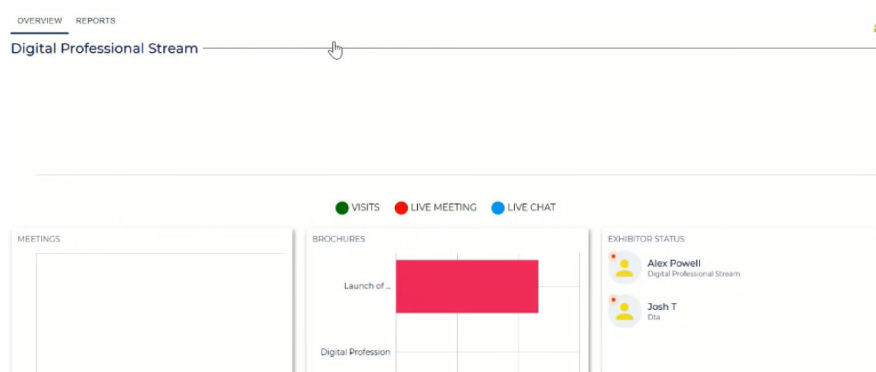 OVERVIEW REPORTS
Digital Professional Stream
VISITS LIVE MEETING LIVE CHAT
MEETINGS
BROCHURES
Launch of ...
Digital Profession
EXHIBITOR STATUS
Alex Powell
Digital Professional Stream
Josh T
Dta